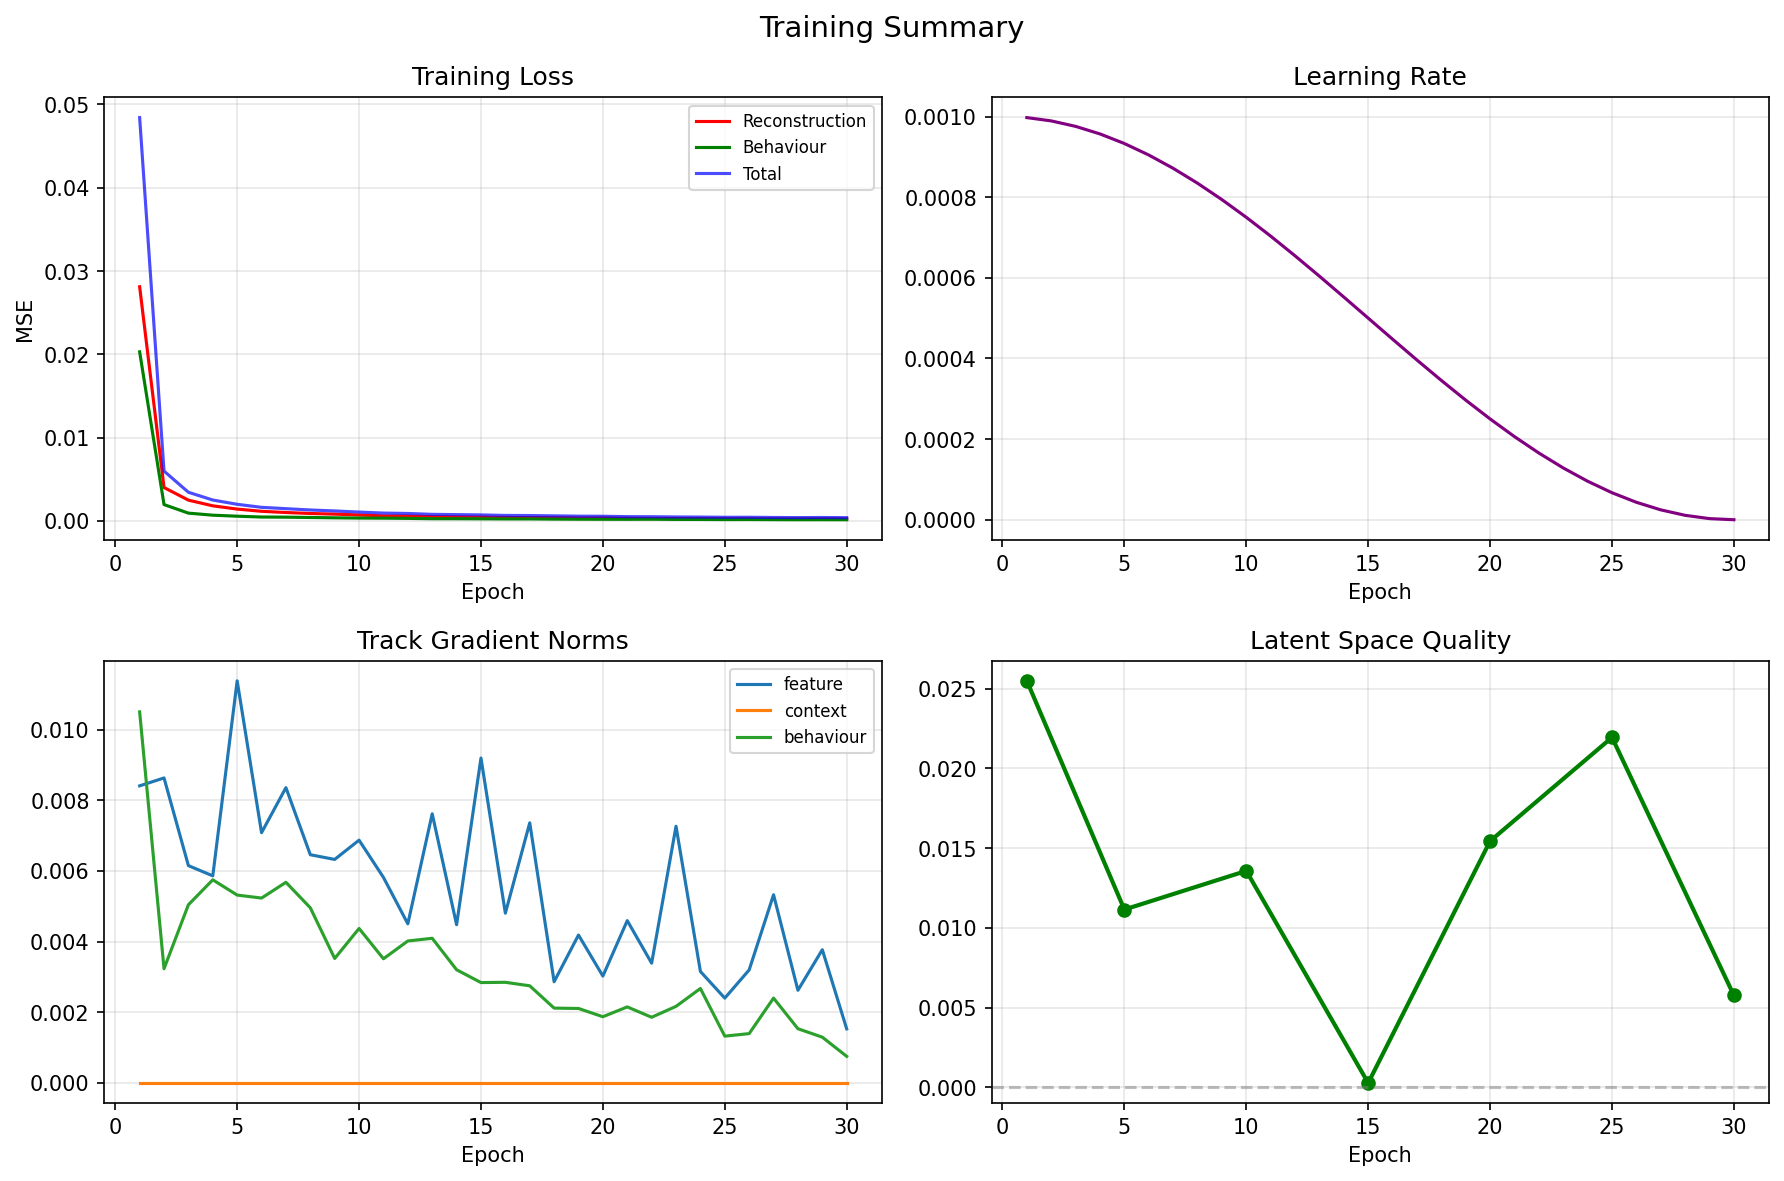 Training Summary
Training Loss
0.05
0.04
0.03
0.02
0.01
0.00
MSE
0 5 10 15 20 25 30
Epoch
Reconstruction
Behaviour
Total
Learning Rate
0.0010
0.0008
0.0006
0.0004
0.0002
0.0000
0 5 10 15 20 25 30
Epoch
Track Gradient Norms
0.010
0.008
0.006
0.004
0.002
0.000
0 5 10 15 20 25 30
Epoch
feature
context
behaviour
Latent Space Quality
0.025
0.020
0.015
0.010
0.005
0.000
0 5 10 15 20 25 30
Epoch